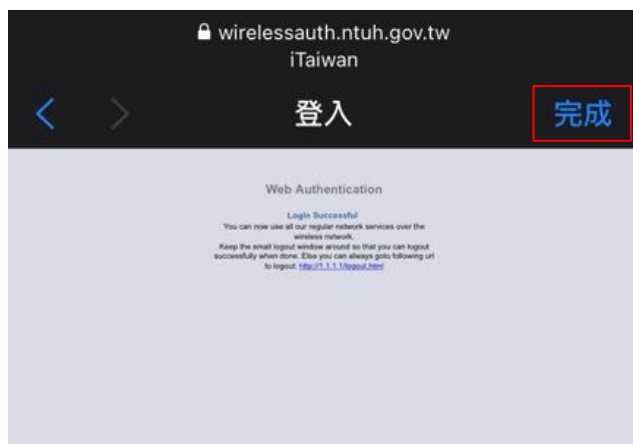 wirelessauth.ntuh.gov.tw
iTaiwan
登入
完成
Web Authentication
Login Successful
You can now use all our regular network services over the
wireless network.
Keep the small logout window around so that you can logout
successfully when done. Else you can always goto following url
to logout: http://1.1.1.1/logout.html